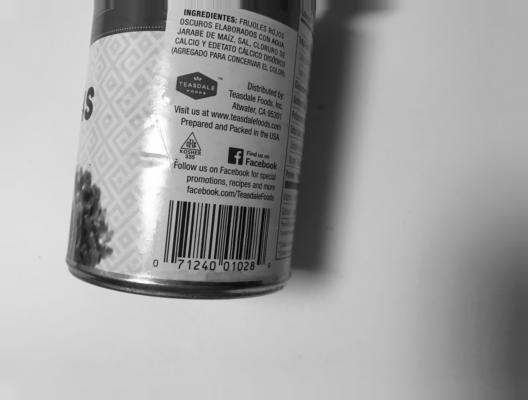 INGREDIENTES: FRIJOLES ROJOS
OSCUROS ELABORADOS CON AGUA,
JARABE DE MAÍZ, SAL, CLORURO DE
CALCIO Y EDETATO CÁLCICO DISÓDICO
(AGREGADO PARA CONSERVAR EL COLOR).
TEASDALE
FOODS
™
Distributed by:
Teasdale Foods, Inc.
Atwater, CA 95301
Visit us at www.teasdalefoods.com
Prepared and Packed in the USA
KOSHER
335
Find us on
Facebook
Follow us on Facebook for special
promotions, recipes and more
facebook.com/TeasdaleFoods
0 71240 01028 9